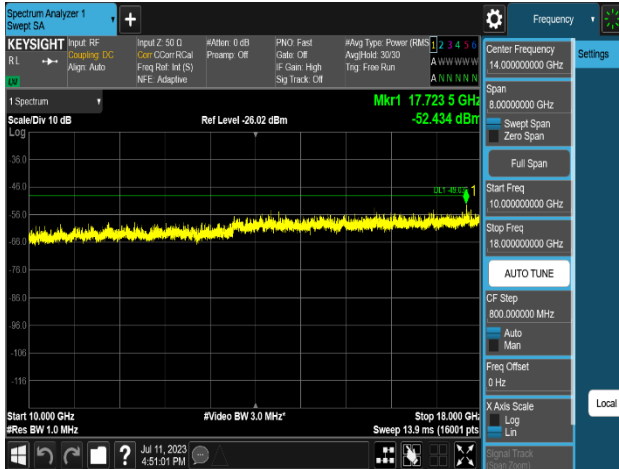 Spectrum Analyzer 1
Swept SA
Frequency
KEYSIGHT
Input: RF
Coupling: DC
Align: Auto
Input Z: 50 Ω
Corr CCorr RCal
Freq Ref: Int (S)
NFE: Adaptive
#Atten: 0 dB
Preamp: Off
PNO: Fast
Gate: Off
IF Gain: High
Sig Track: Off
#Avg Type: Power (RMS
Avg|Hold: 30/30
Trig: Free Run
1 2 3 4 5 6
A W W W W W
A N N N N N
R L
LV
1 Spectrum
Mkr1 17.723 5 GHz
Scale/Div 10 dB
Ref Level -26.02 dBm
-52.434 dBm
Log
-36.0
-46.0
-56.0
-66.0
-76.0
-86.0
-96.0
-106
-116
1
Start 10.000 GHz
#Video BW 3.0 MHz*
Stop 18.000 GHz
#Res BW 1.0 MHz
Sweep 13.9 ms (16001 pts
Jul 11, 2023
4:51:01 PM
Center Frequency
14.000000000 GHz
Settings
Span
8.00000000 GHz
Swept Span
Zero Span
Full Span
Start Freq
10.000000000 GHz
Stop Freq
18.000000000 GHz
AUTO TUNE
CF Step
800.000000 MHz
Auto
Man
Freq Offset
0 Hz
X Axis Scale
Log
Lin
Local
Signal Track
(Span Zoom)